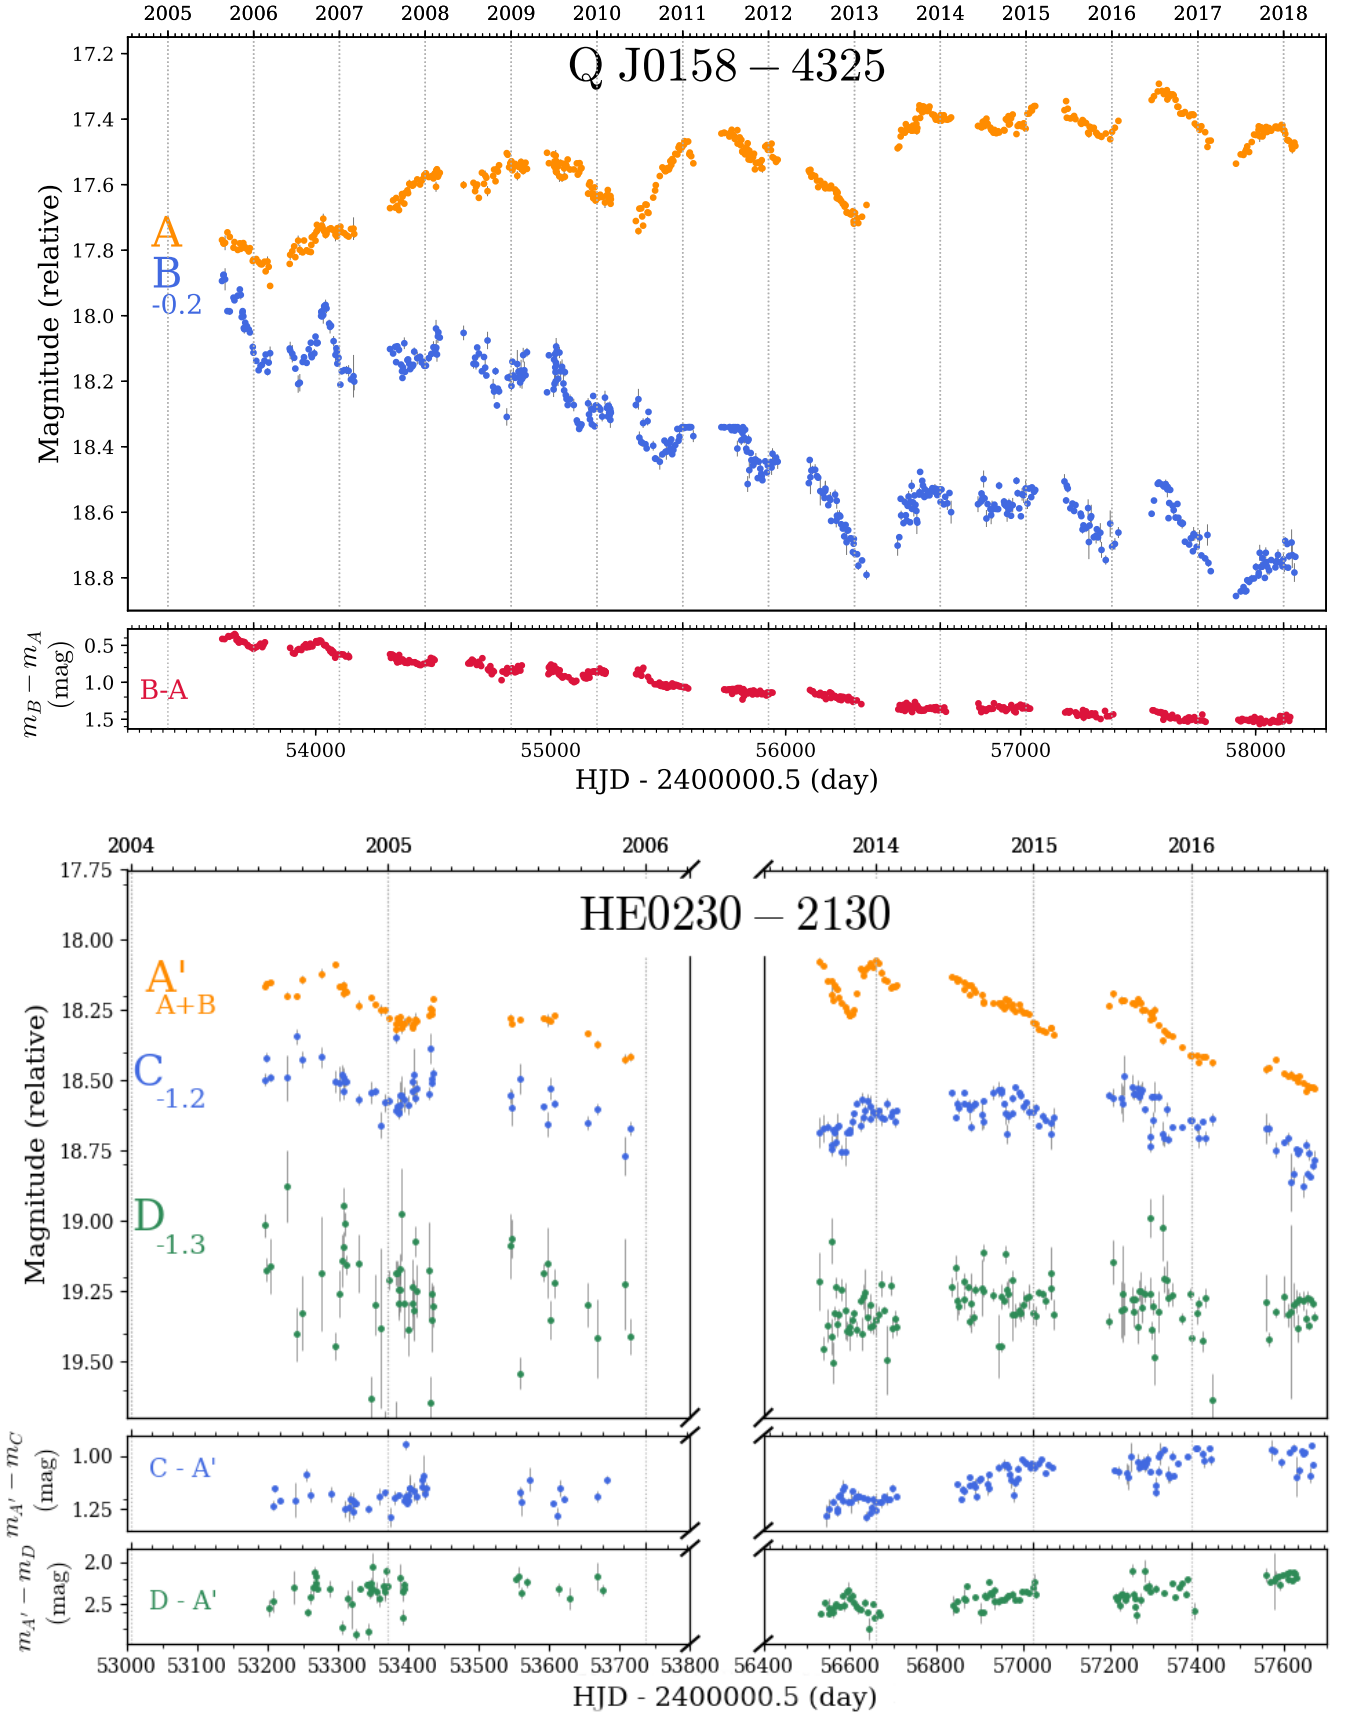 2005 2006 2007 2008 2009 2010 2011 2012 2013 2014 2015 2016 2017 2018
Q J0158 − 4325
17.2
17.4
17.6
17.8
18.0
18.2
18.4
18.6
18.8
Magnitude (relative)
A
B
-0.2
0.5
1.0
1.5
m_B − m_A
(mag)
B-A
54000 55000 56000 57000 58000
HJD - 2400000.5 (day)
2004 2005 2006 2014 2015 2016
HE0230 − 2130
17.75
18.00
18.25
18.50
18.75
19.00
19.25
19.50
Magnitude (relative)
A'
A+B
C
-1.2
D
-1.3
1.00
1.25
m_A' − m_C
(mag)
C - A'
2.0
2.5
m_A' − m_D
(mag)
D - A'
53000 53100 53200 53300 53400 53500 53600 53700 53800 56400 56600 56800 57000 57200 57400 57600
HJD - 2400000.5 (day)